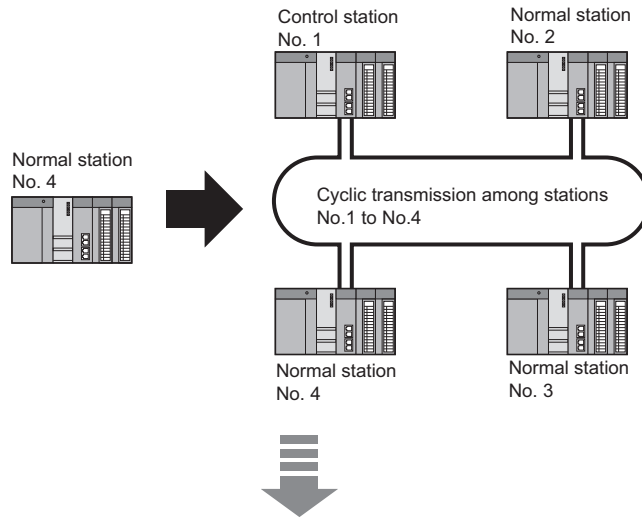 Control station
No. 1
Normal station
No. 2
Normal station
No. 4
Cyclic transmission among stations
No.1 to No.4
Normal station
No. 4
Normal station
No. 3